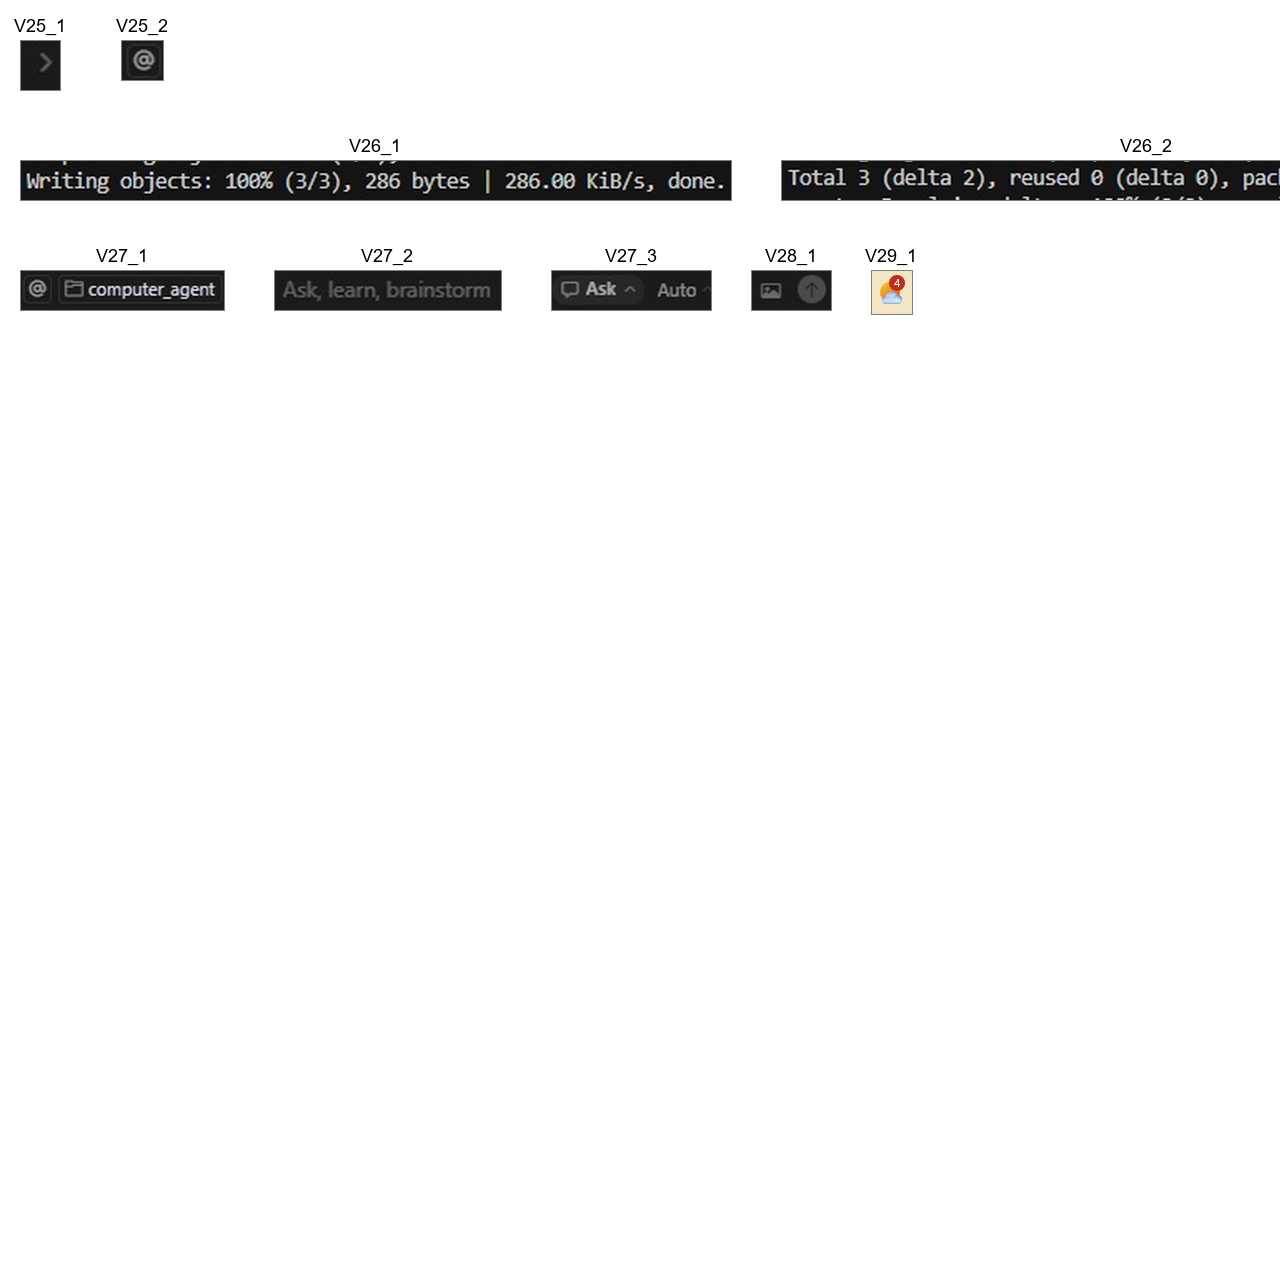 V25_1 V25_2
@
V26_1 V26_2
Writing objects: 100% (3/3), 286 bytes | 286.00 KiB/s, done.
Total 3 (delta 2), reused 0 (delta 0),
V27_1 V27_2 V27_3 V28_1 V29_1
@ computer_agent
Ask, learn, brainstorm
Ask Auto
4